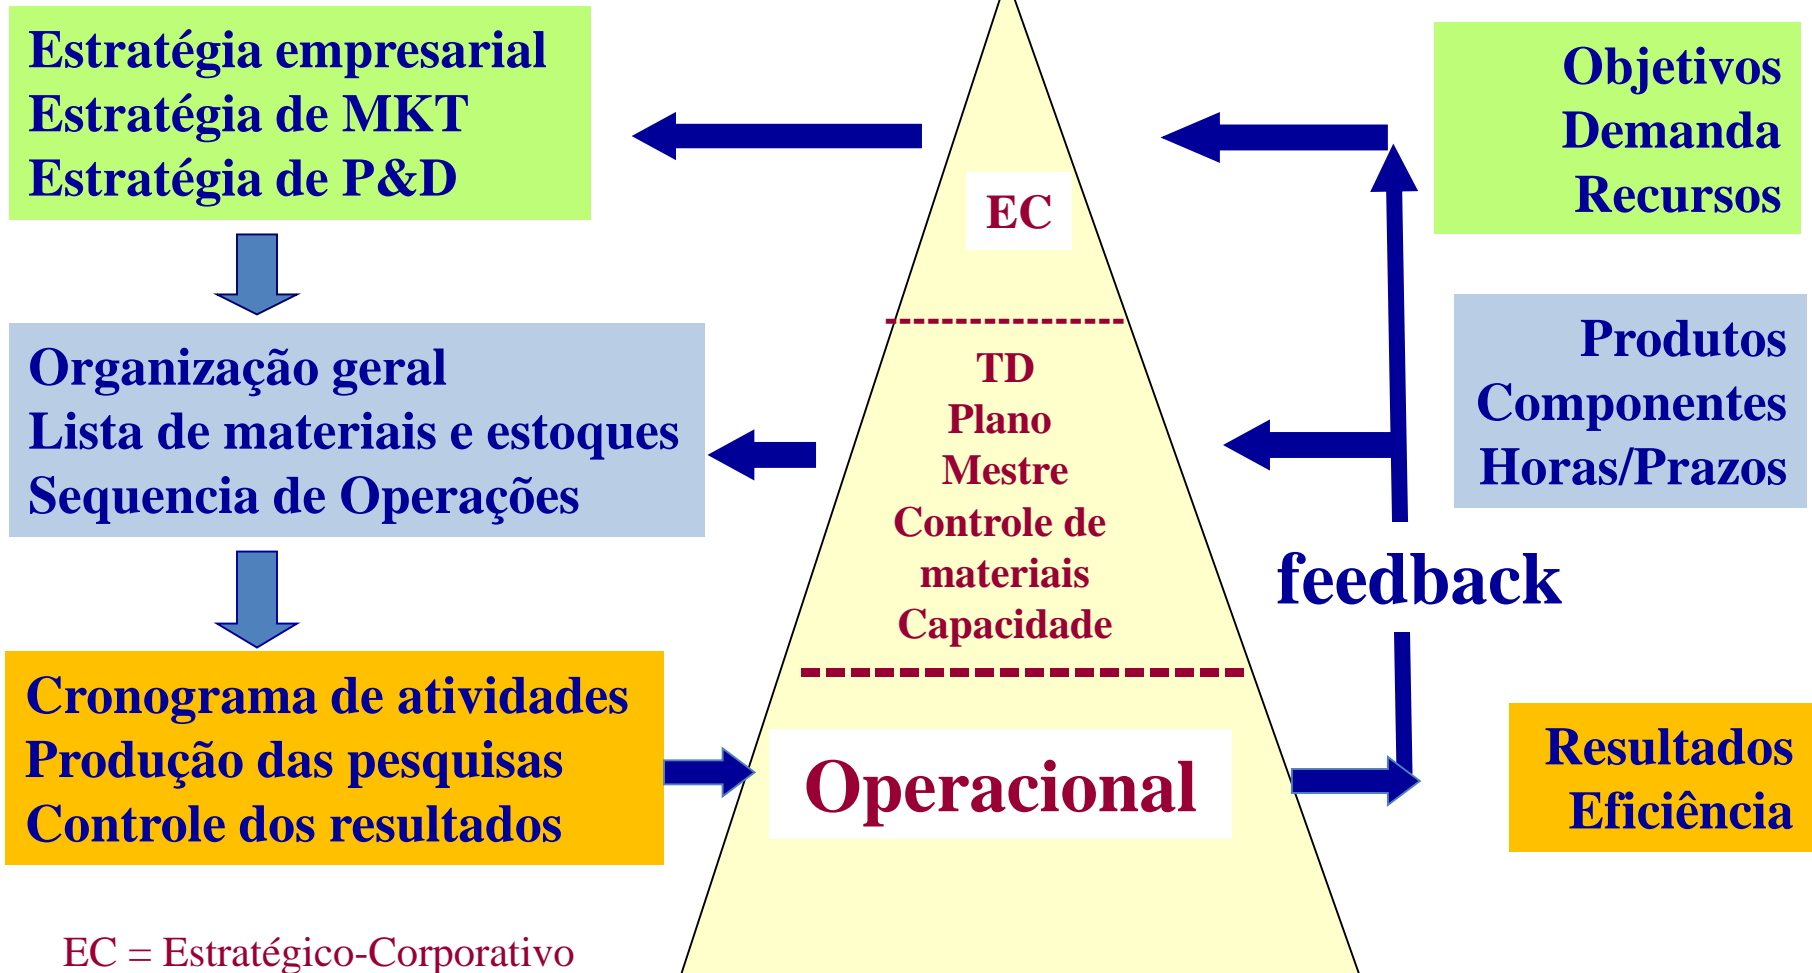 Estratégia empresarial
Estratégia de MKT
Estratégia de P&D
Objetivos
Demanda
Recursos
EC
Organização geral
Lista de materiais e estoques
Sequencia de Operações
TD
Plano
Mestre
Controle de
materiais
Capacidade
Produtos
Componentes
Horas/Prazos
feedback
Cronograma de atividades
Produção das pesquisas
Controle dos resultados
Operacional
Resultados
Eficiência
EC = Estratégico-Corporativo